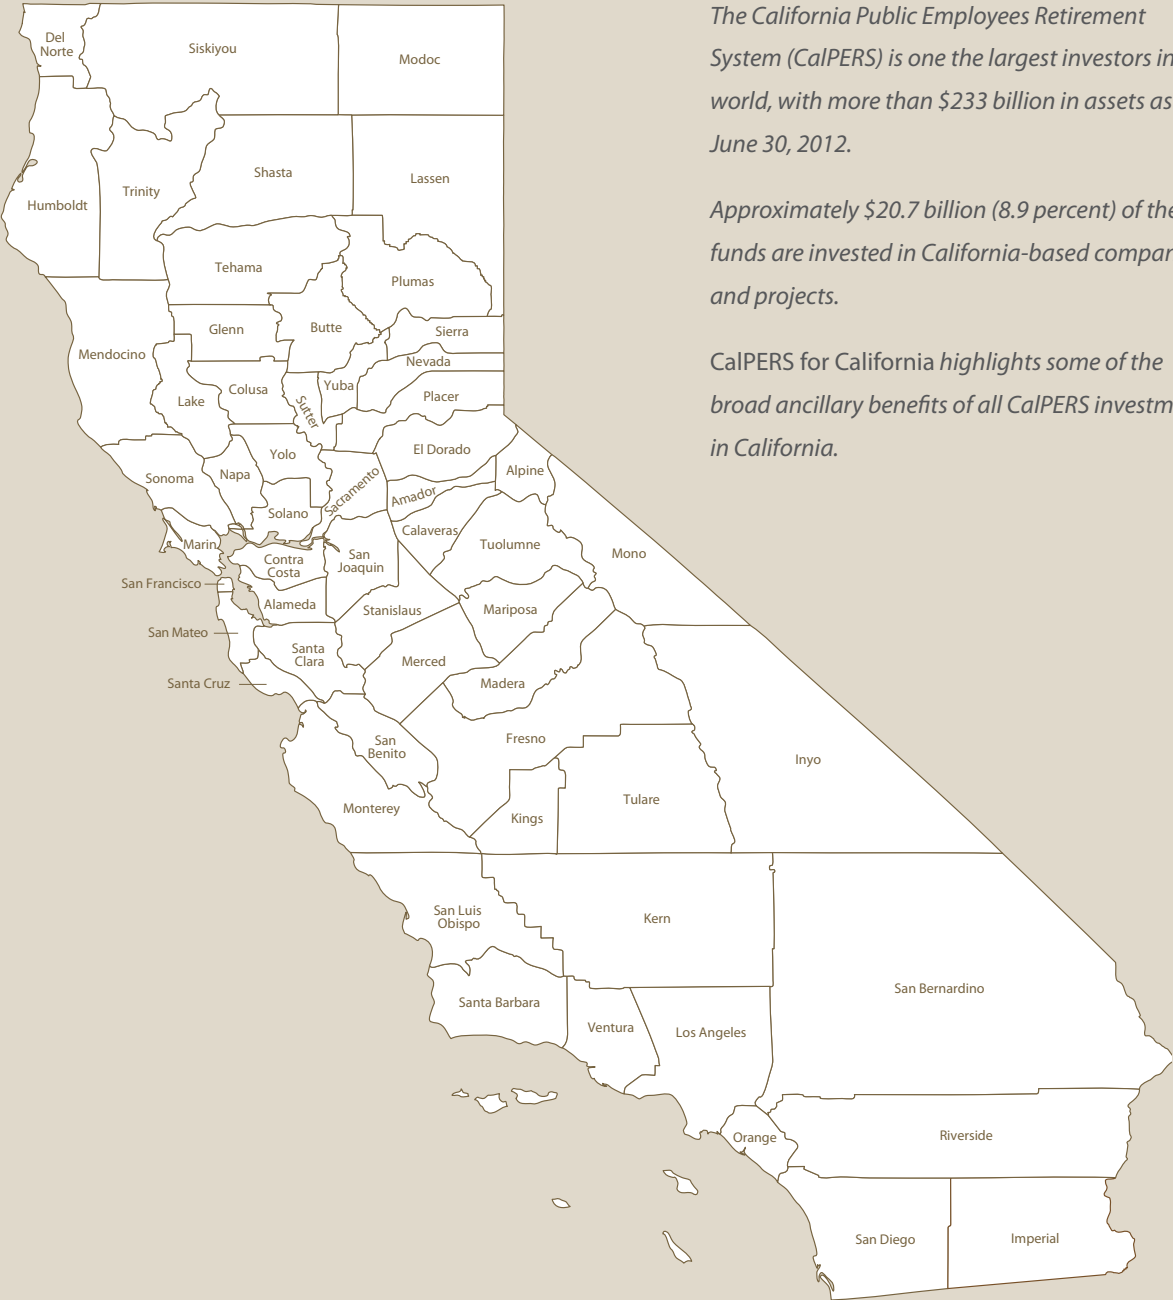 The California Public Employees Retirement
System (CalPERS) is one the largest investors in
world, with more than $233 billion in assets as
June 30, 2012.
Approximately $20.7 billion (8.9 percent) of the
funds are invested in California-based compan
and projects.
CalPERS for California highlights some of the
broad ancillary benefits of all CalPERS investm
in California.
Del
Norte
Siskiyou
Modoc
Humboldt
Trinity
Shasta
Lassen
Tehama
Plumas
Mendocino
Glenn
Butte
Sierra
Nevada
Lake
Colusa
Sutter
Yuba
Placer
Sonoma
Napa
Yolo
Sacramento
El Dorado
Alpine
Solano
Amador
Marin
Contra
Costa
San
Joaquin
Calaveras
Tuolumne
Mono
San Francisco
Alameda
Stanislaus
Mariposa
San Mateo
Santa
Clara
Merced
Santa Cruz
Madera
San
Benito
Fresno
Inyo
Monterey
Kings
Tulare
San Luis
Obispo
Kern
San Bernardino
Santa Barbara
Ventura
Los Angeles
Orange
Riverside
San Diego
Imperial